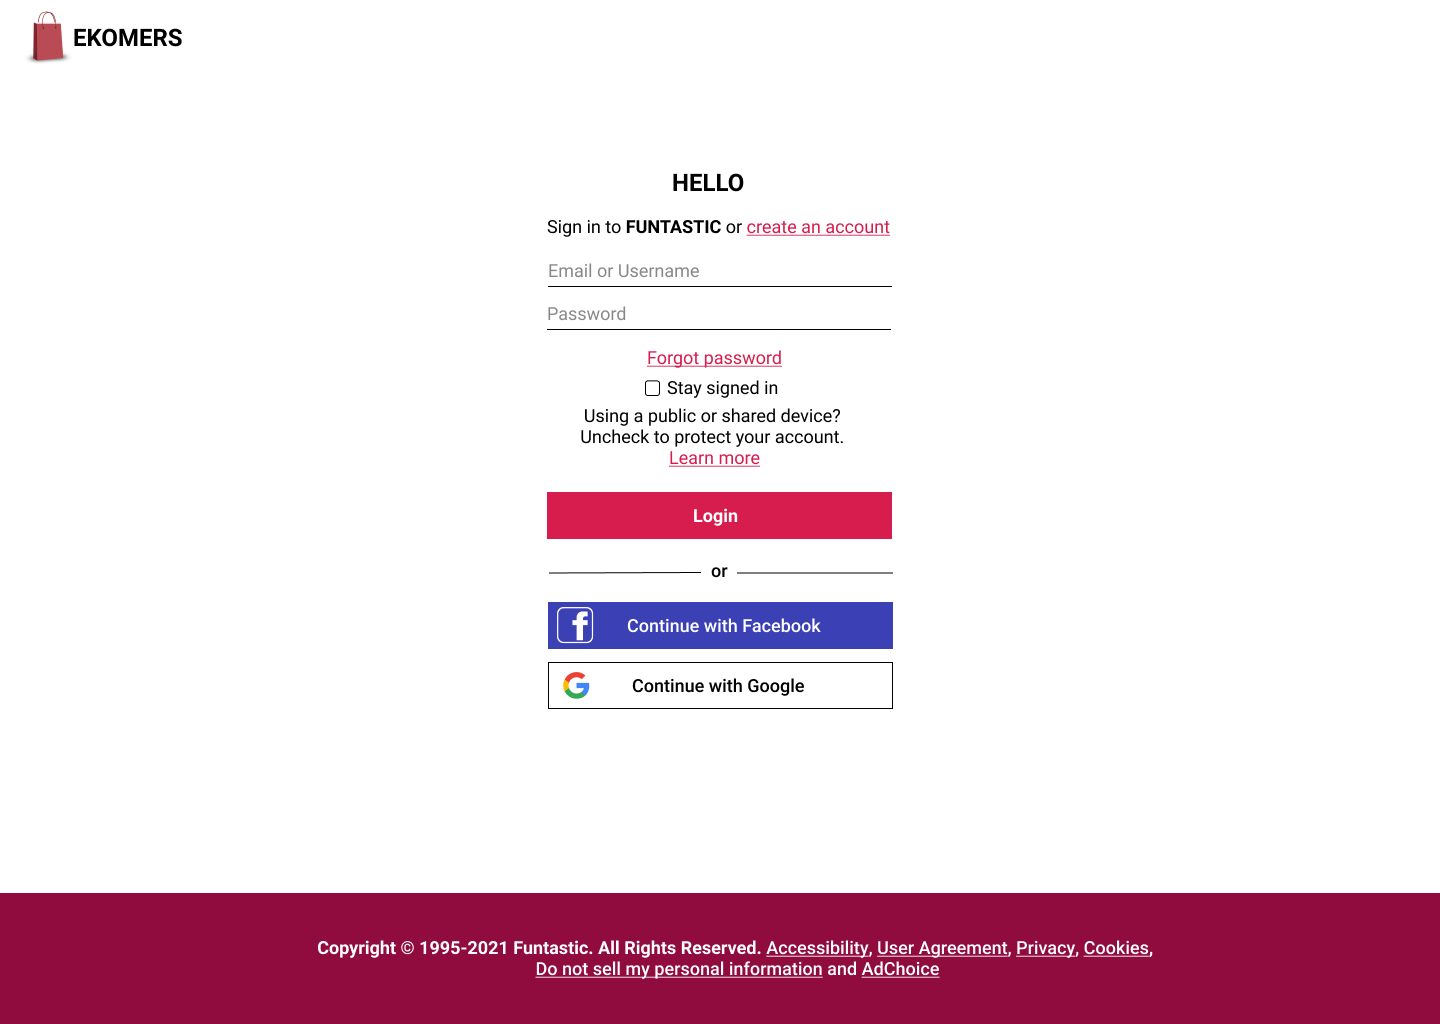 EKOMERS
HELLO
Sign in to FUNTASTIC or create an account
Email or Username
Password
Forgot password
Stay signed in
Using a public or shared device?
Uncheck to protect your account.
Learn more
Login
or
Continue with Facebook
Continue with Google
Copyright © 1995-2021 Funtastic. All Rights Reserved. Accessibility, User Agreement, Privacy, Cookies,
Do not sell my personal information and AdChoice